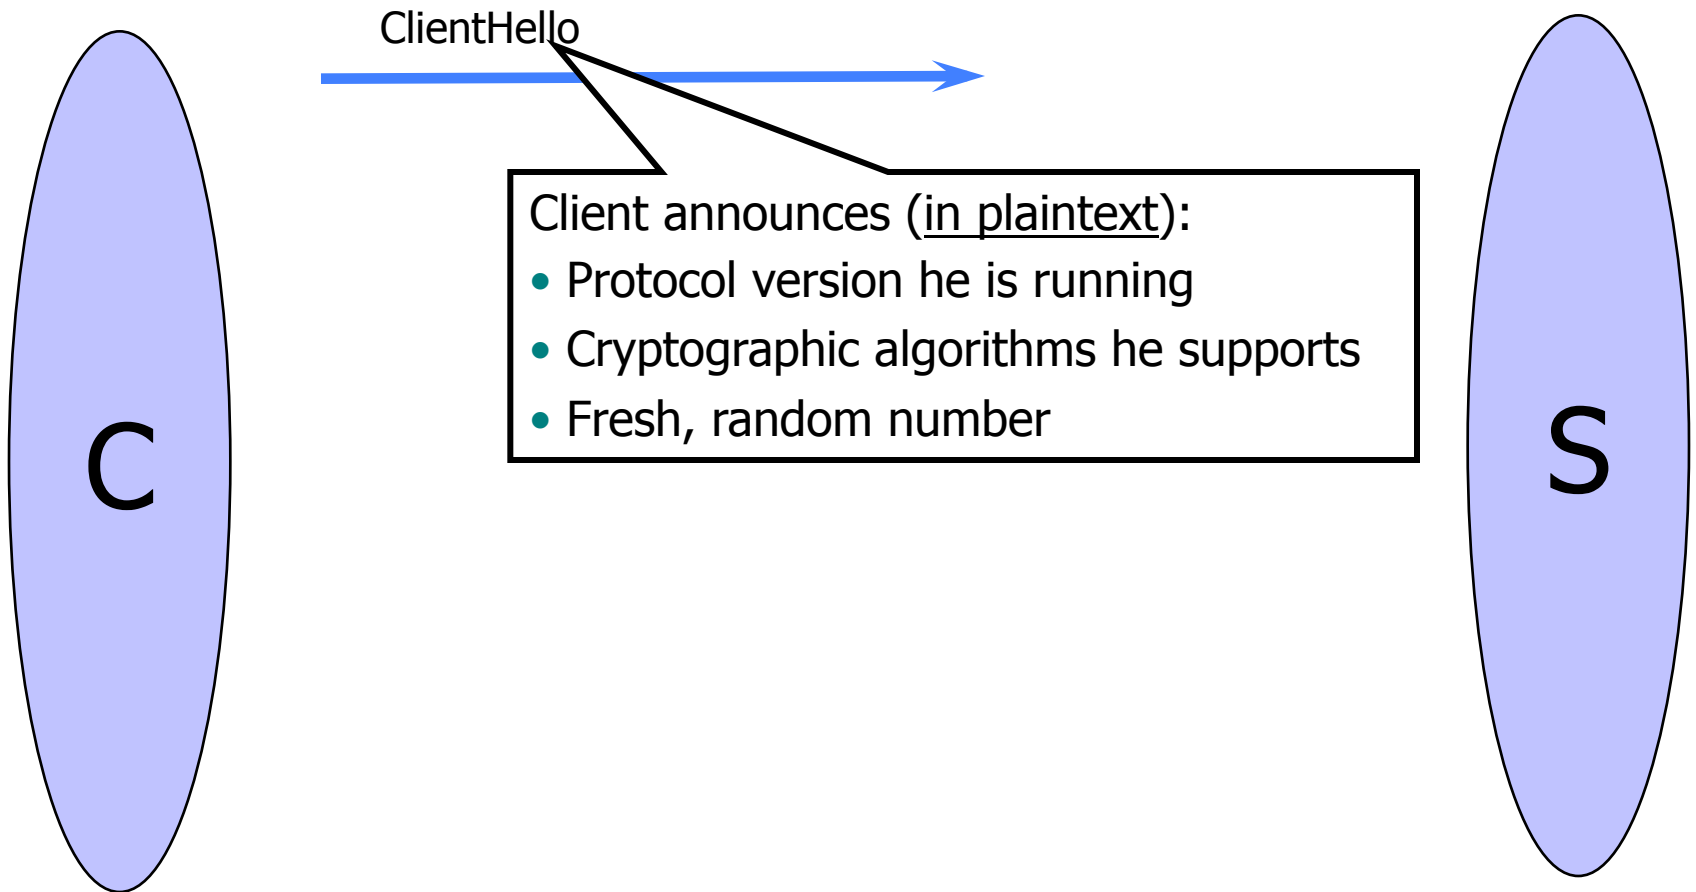 ClientHello
Client announces (in plaintext):
• Protocol version he is running
• Cryptographic algorithms he supports
• Fresh, random number
C
S